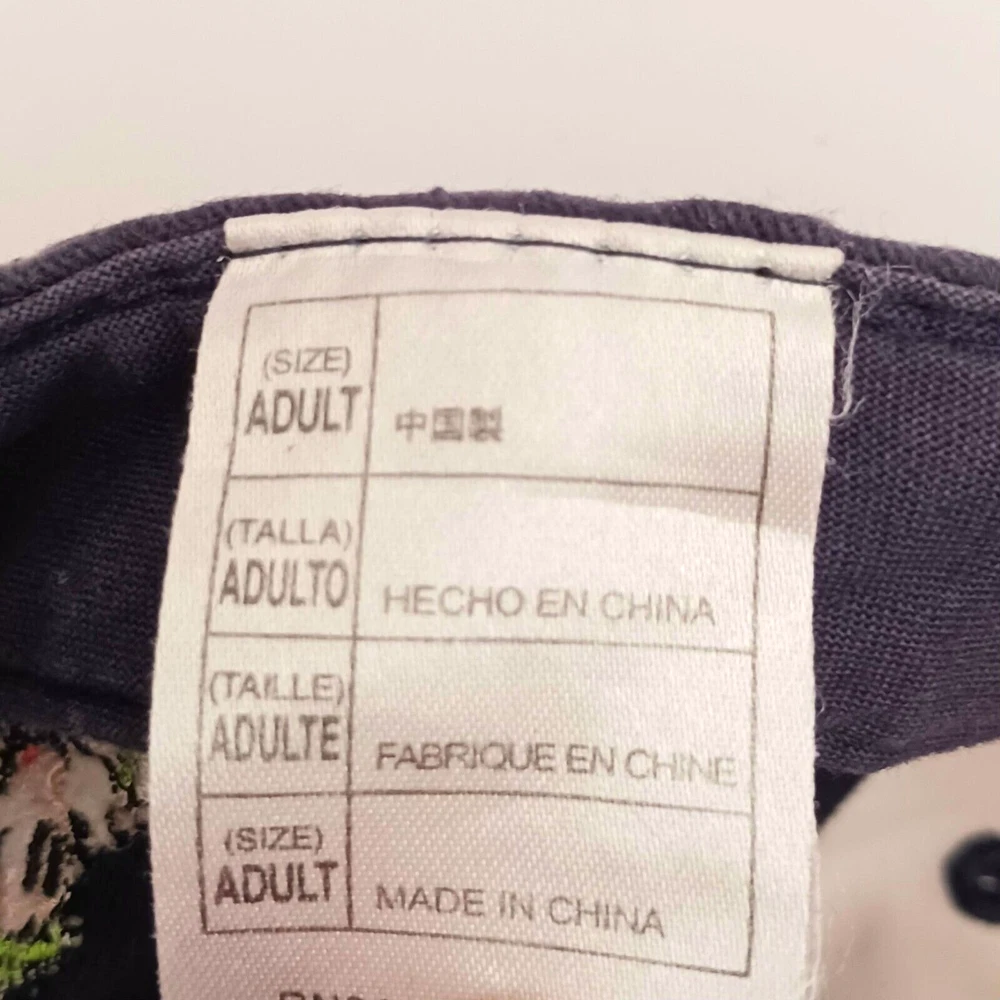 (SIZE)
ADULT
中国製
(TALLA)
ADULTO
HECHO EN CHINA
(TAILLE)
ADULTE
FABRIQUE EN CHINE
(SIZE)
ADULT
MADE IN CHINA